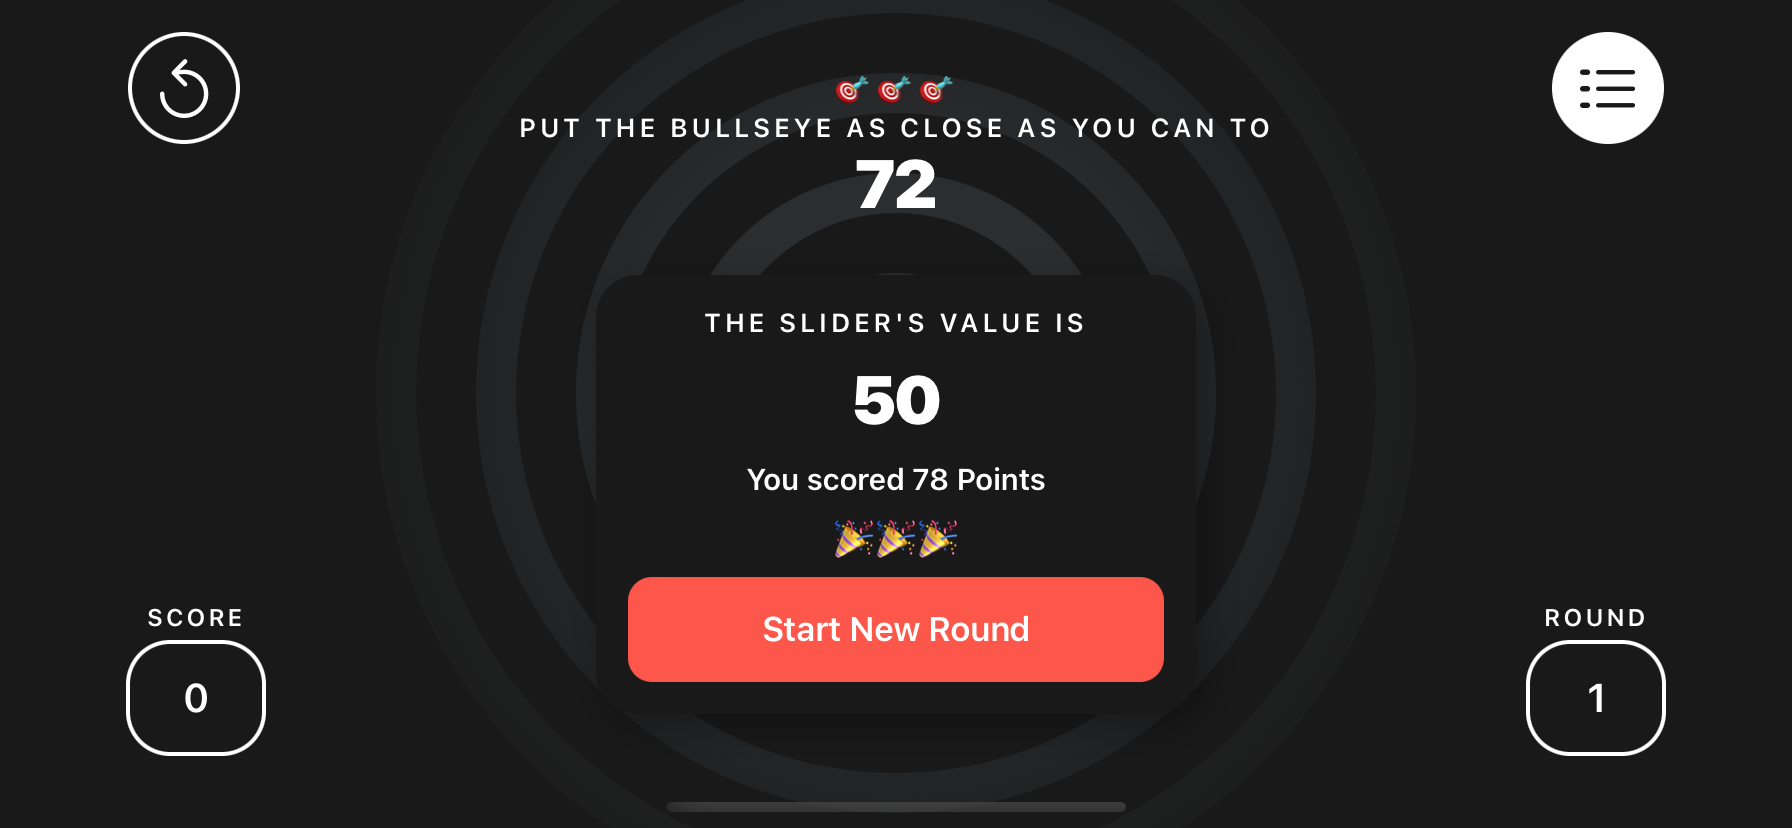 🎯🎯🎯
PUT THE BULLSEYE AS CLOSE AS YOU CAN TO
72
THE SLIDER'S VALUE IS
50
You scored 78 Points
🎉🎉🎉
Start New Round
SCORE
0
ROUND
1